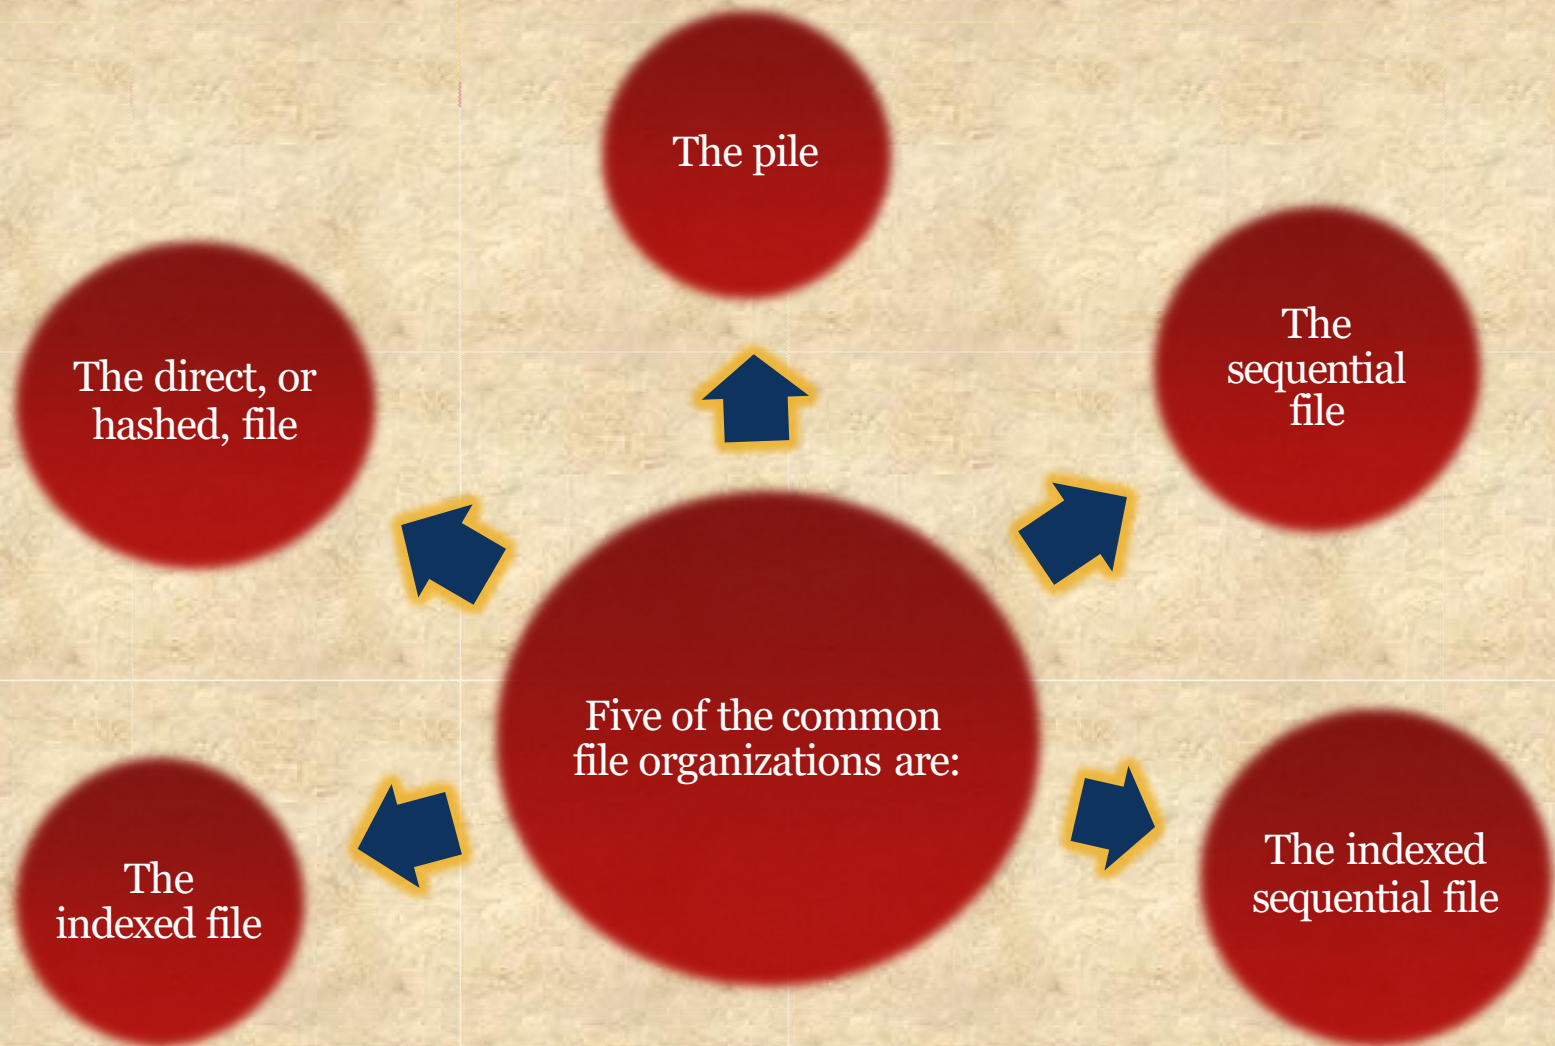 The pile
The
sequential
file
The direct, or
hashed, file
Five of the common
file organizations are:
The indexed
sequential file
The
indexed file